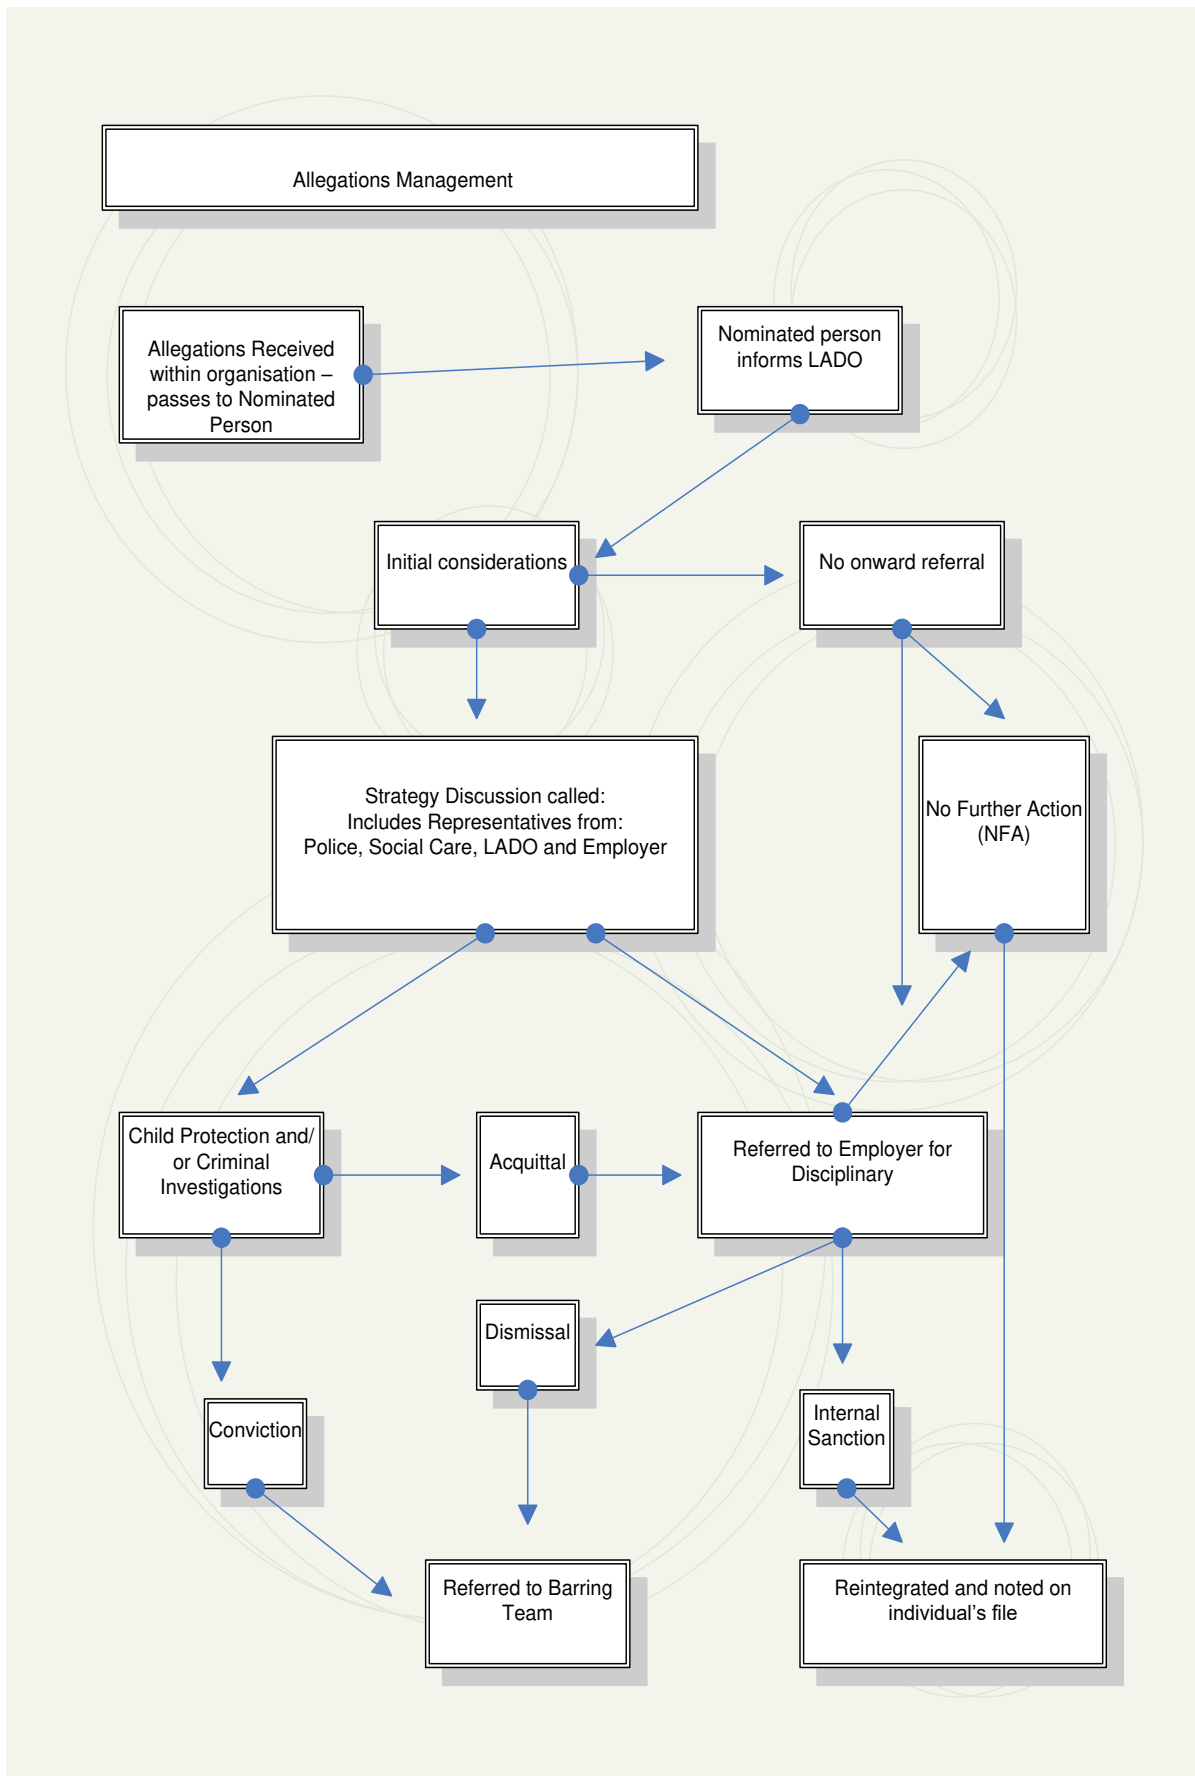 Allegations Management
Allegations Received
within organisation –
passes to Nominated
Person
Nominated person
informs LADO
Initial considerations
No onward referral
Strategy Discussion called:
Includes Representatives from:
Police, Social Care, LADO and Employer
No Further Action
(NFA)
Child Protection and/
or Criminal
Investigations
Acquittal
Referred to Employer for
Disciplinary
Dismissal
Conviction
Internal
Sanction
Referred to Barring
Team
Reintegrated and noted on
individual’s file